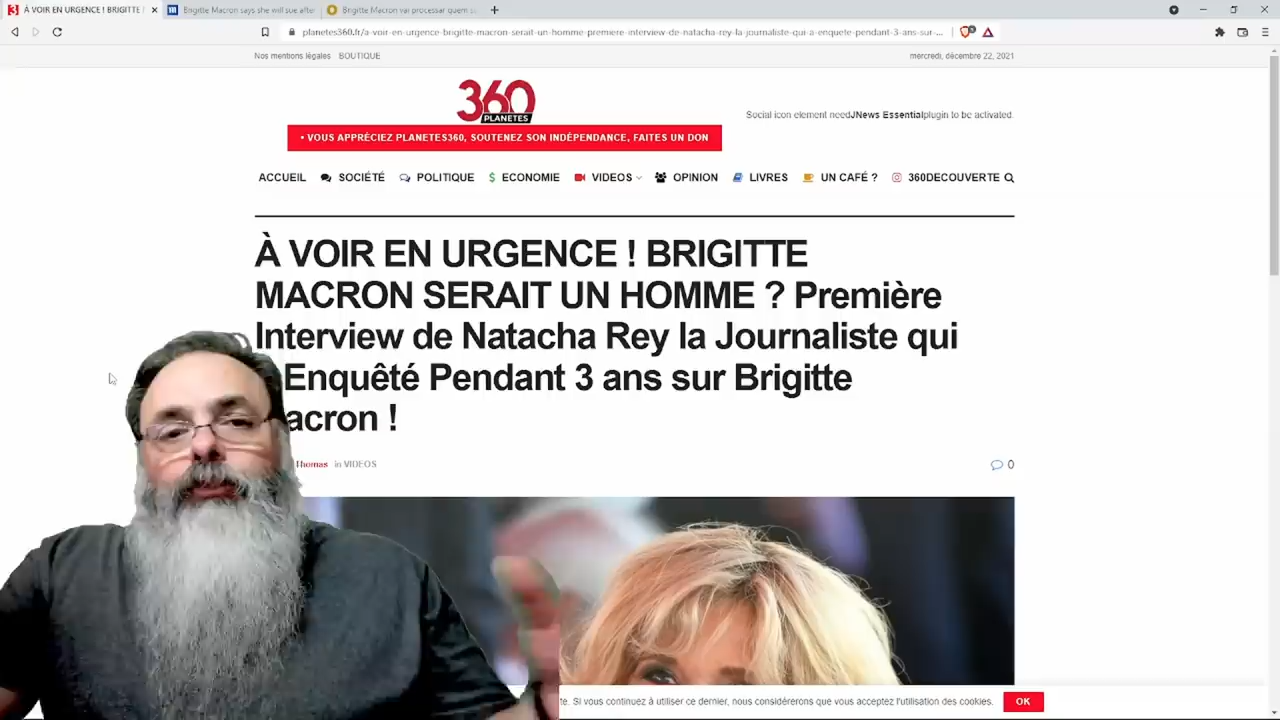 À VOIR EN URGENCE ! BRIGITTE
Brigitte Macron says she will sue after
Brigitte Macron vai processar quem
planetes360.fr/a-voir-en-urgence-brigitte-macron-serait-un-homme-premiere-interview-de-natacha-rey-la-journaliste-qui-a-enquete-pendant-3-ans-sur-...
Nos mentions légales BOUTIQUE
mercredi, décembre 22, 2021
360
PLANETES
Social icon element need JNews Essential plugin to be activated.
• VOUS APPRÉCIEZ PLANETES360, SOUTENEZ SON INDÉPENDANCE, FAITES UN DON
ACCUEIL SOCIÉTÉ POLITIQUE $ ECONOMIE VIDEOS OPINION LIVRES UN CAFÉ ? 360DECOUVERTE
À VOIR EN URGENCE ! BRIGITTE
MACRON SERAIT UN HOMME ? Première
Interview de Natacha Rey la Journaliste qui
Enquêté Pendant 3 ans sur Brigitte
acron !
Thomas in VIDEOS
0
te. Si vous continuez à utiliser ce dernier, nous considérerons que vous acceptez l'utilisation des cookies.
OK